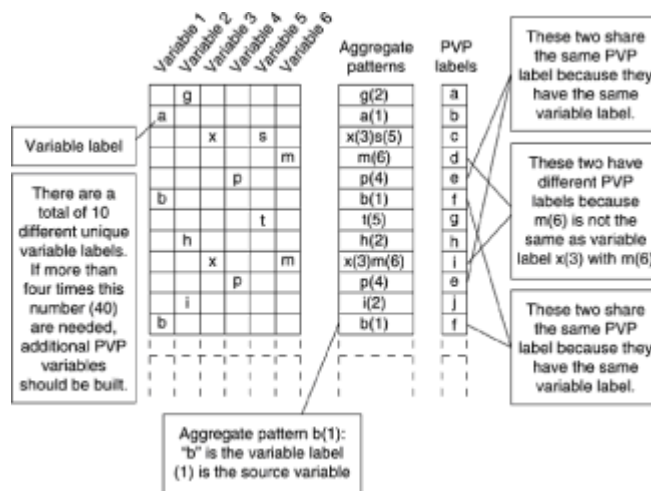 Variable 1
Variable 2
Variable 3
Variable 4
Variable 5
Variable 6
Aggregate
patterns
PVP
labels
g
g(2)
a
a
a(1)
b
x s
x(3)s(5)
c
m
m(6)
d
p
p(4)
e
b
b(1)
f
t
t(5)
g
h
h(2)
h
x m
x(3)m(6)
i
p
p(4)
e
i
i(2)
j
b
b(1)
f
Variable label
There are a
total of 10
different unique
variable labels.
If more than
four times this
number (40)
are needed,
additional PVP
variables
should be built.
These two share
the same PVP
label because they
have the same
variable label.
These two have
different PVP
labels because
m(6) is not the
same as variable
label x(3) with m(6)
These two share
the same PVP
label because they
have the same
variable label.
Aggregate pattern b(1):
"b" is the variable label
(1) is the source variable